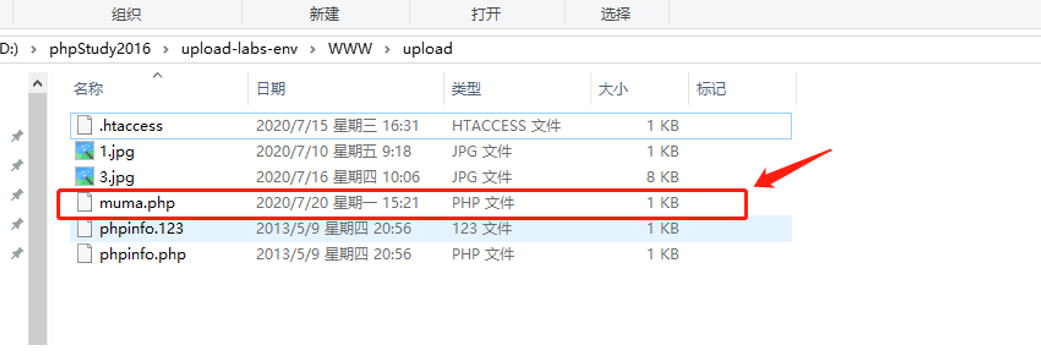 组织 新建 打开 选择
D:) > phpStudy2016 > upload-labs-env > WWW > upload
名称 日期 类型 大小 标记
.htaccess 2020/7/15 星期三 16:31 HTACCESS 文件 1 KB
1.jpg 2020/7/10 星期五 9:18 JPG 文件 1 KB
3.jpg 2020/7/16 星期四 10:06 JPG 文件 8 KB
muma.php 2020/7/20 星期一 15:21 PHP 文件 1 KB
phpinfo.123 2013/5/9 星期四 20:56 123 文件 1 KB
phpinfo.php 2013/5/9 星期四 20:56 PHP 文件 1 KB